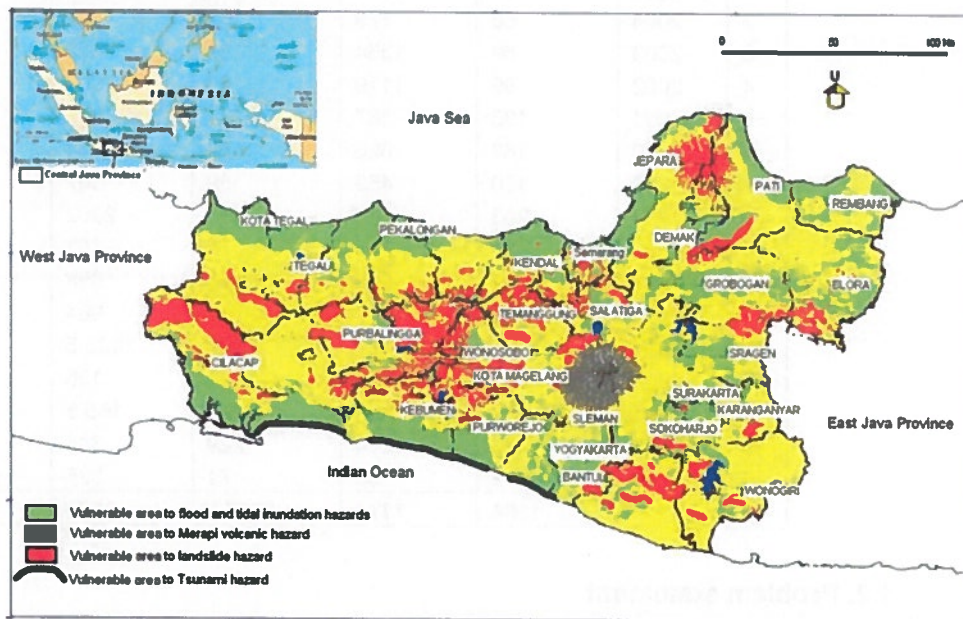 MALAYSIA
INDONESIA
Central Java Province
0 50 100 Km
U
Java Sea
JEPARA
PATI
REMBANG
KOTA TEGAL
PEKALONGAN
DEMAK
Semarang
West Java Province
TEGAL
KENDAL
GROBOGAN
BLORA
TEMANGGUNG
SALATIGA
PURBALINGGA
WONOSOBO
SRAGEN
CILACAP
KOTA MAGELANG
SURAKARTA
KEBUMEN
SLEMAN
KARANGANYAR
PURWOREJO
SOKOHARJO
East Java Province
YOGYAKARTA
Indian Ocean
BANTUL
WONOGIRI
Vulnerable area to flood and tidal inundation hazards
Vulnerable area to Merapi volcanic hazard
Vulnerable area to landslide hazard
Vulnerable area to Tsunami hazard